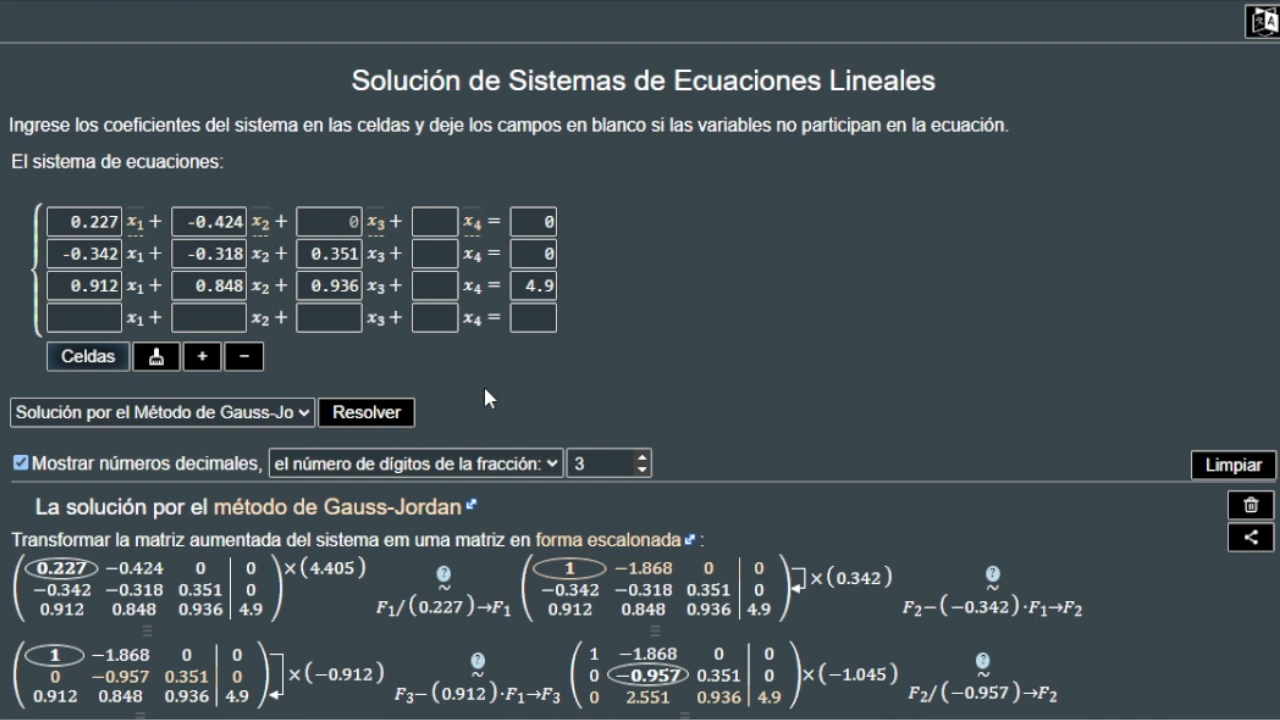 Solución de Sistemas de Ecuaciones Lineales
Ingrese los coeficientes del sistema en las celdas y deje los campos en blanco si las variables no participan en la ecuación.
El sistema de ecuaciones:
0.227 x₁ + -0.424 x₂ + 0 x₃ + x₄ = 0
-0.342 x₁ + -0.318 x₂ + 0.351 x₃ + x₄ = 0
0.912 x₁ + 0.848 x₂ + 0.936 x₃ + x₄ = 4.9
x₁ + x₂ + x₃ + x₄ =
Celdas + −
Solución por el Método de Gauss-Jo Resolver
Mostrar números decimales, el número de dígitos de la fracción: 3 Limpiar
La solución por el método de Gauss-Jordan
Transformar la matriz aumentada del sistema em uma matriz en forma escalonada :
0.227 −0.424 0 0 ×(4.405) ? ~ 1 −1.868 0 0 ? ~
−0.342 −0.318 0.351 0 −0.342 −0.318 0.351 0 ×(0.342)
0.912 0.848 0.936 4.9 F₁/(0.227)→F₁ 0.912 0.848 0.936 4.9 F₂−(−0.342)·F₁→F₂
1 −1.868 0 0 ? ~ 1 −1.868 0 0 ? ~
0 −0.957 0.351 0 ×(−0.912) 0 −0.957 0.351 0 ×(−1.045)
0.912 0.848 0.936 4.9 F₃−(0.912)·F₁→F₃ 0 2.551 0.936 4.9 F₂/(−0.957)→F₂